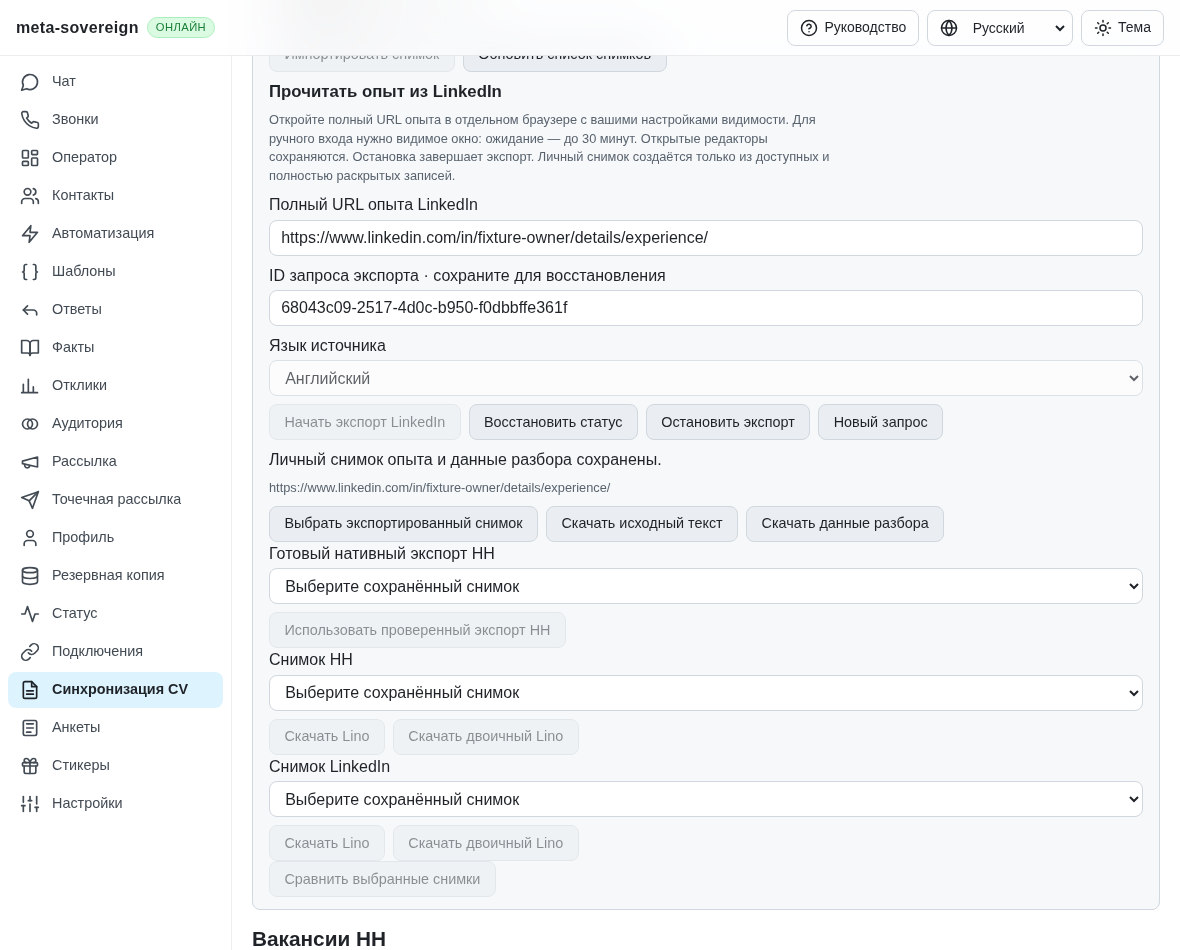 meta-sovereign
ОНЛАЙН
Руководство
Русский
Тема
Чат
Звонки
Оператор
Контакты
Автоматизация
Шаблоны
Ответы
Факты
Отклики
Аудитория
Рассылка
Точечная рассылка
Профиль
Резервная копия
Статус
Подключения
Синхронизация CV
Анкеты
Стикеры
Настройки
Импортировать снимок
Обновить список снимков
Прочитать опыт из LinkedIn
Откройте полный URL опыта в отдельном браузере с вашими настройками видимости. Для
ручного входа нужно видимое окно: ожидание — до 30 минут. Открытые редакторы
сохраняются. Остановка завершает экспорт. Личный снимок создаётся только из доступных и
полностью раскрытых записей.
Полный URL опыта LinkedIn
https://www.linkedin.com/in/fixture-owner/details/experience/
ID запроса экспорта · сохраните для восстановления
68043c09-2517-4d0c-b950-f0dbbffe361f
Язык источника
Английский
Начать экспорт LinkedIn
Восстановить статус
Остановить экспорт
Новый запрос
Личный снимок опыта и данные разбора сохранены.
https://www.linkedin.com/in/fixture-owner/details/experience/
Выбрать экспортированный снимок
Скачать исходный текст
Скачать данные разбора
Готовый нативный экспорт HH
Выберите сохранённый снимок
Использовать проверенный экспорт HH
Снимок HH
Выберите сохранённый снимок
Скачать Lino
Скачать двоичный Lino
Снимок LinkedIn
Выберите сохранённый снимок
Скачать Lino
Скачать двоичный Lino
Сравнить выбранные снимки
Вакансии HH